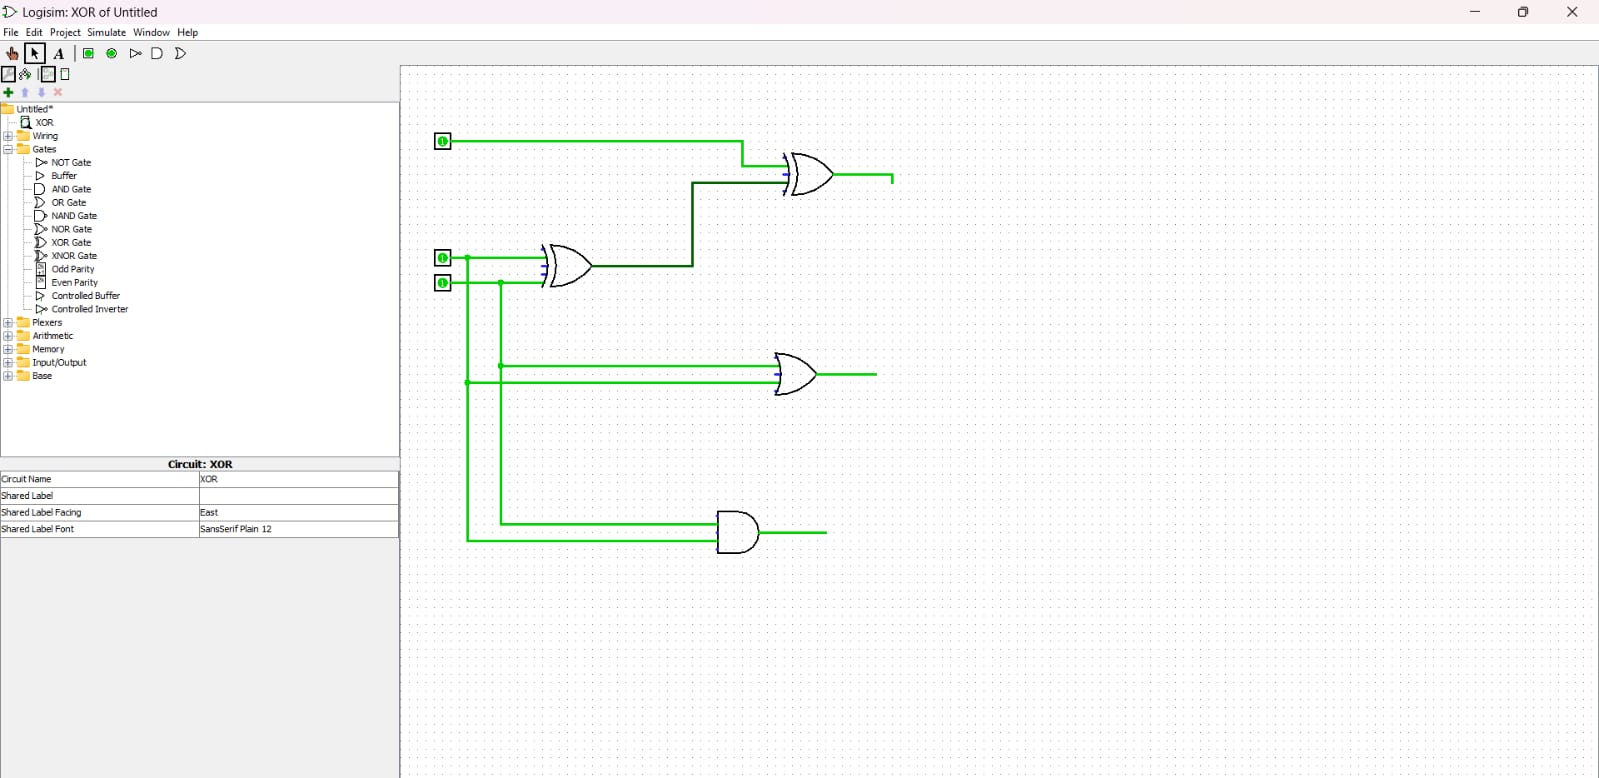 Logisim: XOR of Untitled
File Edit Project Simulate Window Help
A
Untitled*
XOR
Wiring
Gates
NOT Gate
Buffer
AND Gate
OR Gate
NAND Gate
NOR Gate
XOR Gate
XNOR Gate
Odd Parity
Even Parity
Controlled Buffer
Controlled Inverter
Plexers
Arithmetic
Memory
Input/Output
Base
Circuit: XOR
Circuit Name XOR
Shared Label
Shared Label Facing East
Shared Label Font SansSerif Plain 12
1
1
1